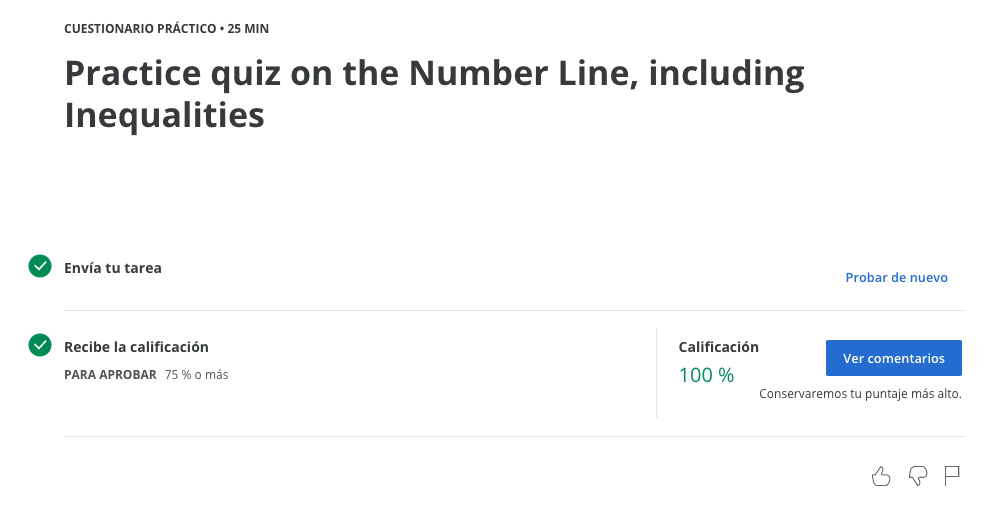 CUESTIONARIO PRÁCTICO • 25 MIN
Practice quiz on the Number Line, including
Inequalities
Envía tu tarea
Probar de nuevo
Recibe la calificación
PARA APROBAR 75 % o más
Calificación
100 %
Ver comentarios
Conservaremos tu puntaje más alto.